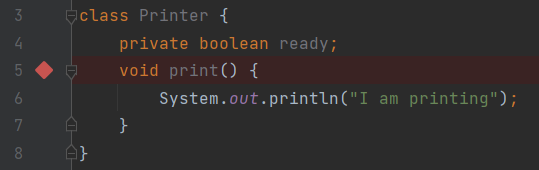 3 class Printer {
4     private boolean ready;
5     void print() {
6         System.out.println("I am printing");
7     }
8 }